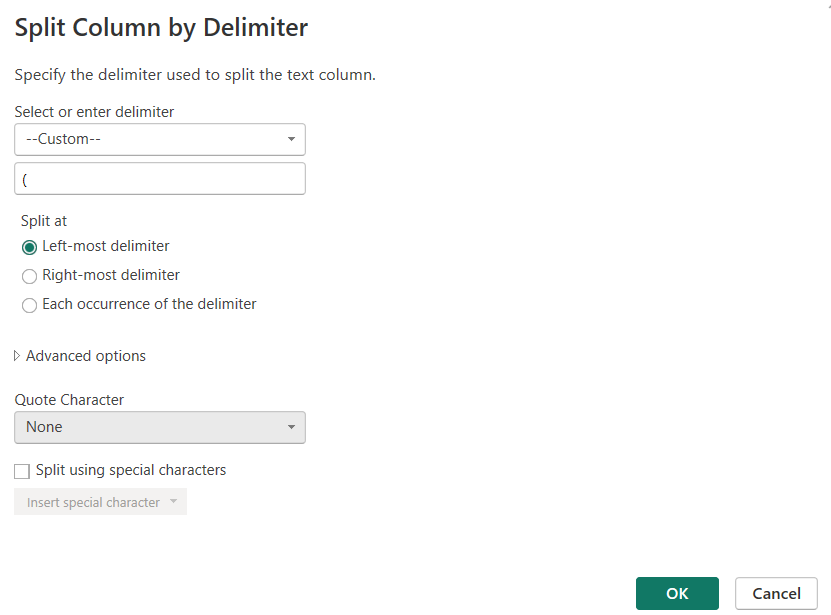 Split Column by Delimiter
Specify the delimiter used to split the text column.
Select or enter delimiter
--Custom--
(
Split at
Left-most delimiter
Right-most delimiter
Each occurrence of the delimiter
Advanced options
Quote Character
None
Split using special characters
Insert special character
OK Cancel